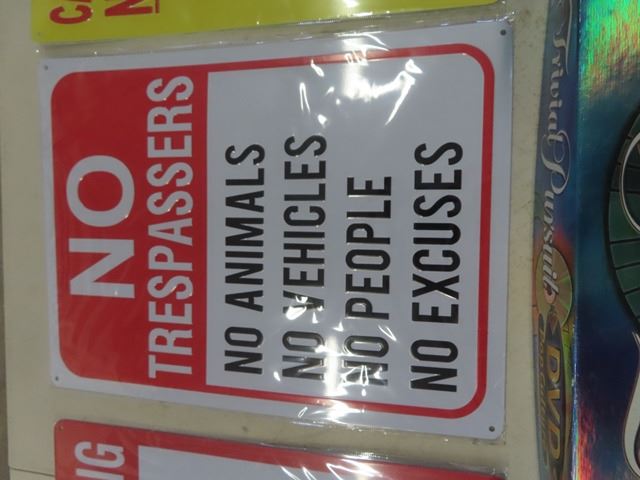 NO
TRESPASSERS
NO ANIMALS
NO VEHICLES
NO PEOPLE
NO EXCUSES
Trivial Pursuit
DVD